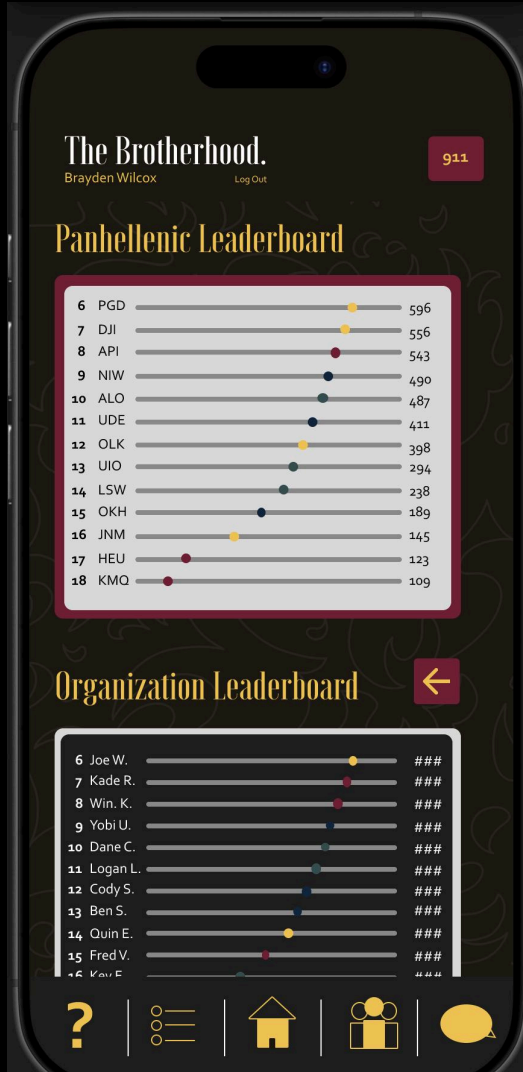 The Brotherhood.
911
Brayden Wilcox Log Out
Panhellenic Leaderboard
6 PGD 596
7 DJI 556
8 API 543
9 NIW 490
10 ALO 487
11 UDE 411
12 OLK 398
13 UIO 294
14 LSW 238
15 OKH 189
16 JNM 145
17 HEU 123
18 KMQ 109
Organization Leaderboard
6 Joe W. ###
7 Kade R. ###
8 Win. K. ###
9 Yobi U. ###
10 Dane C. ###
11 Logan L. ###
12 Cody S. ###
13 Ben S. ###
14 Quin E. ###
15 Fred V. ###
16 ###
?